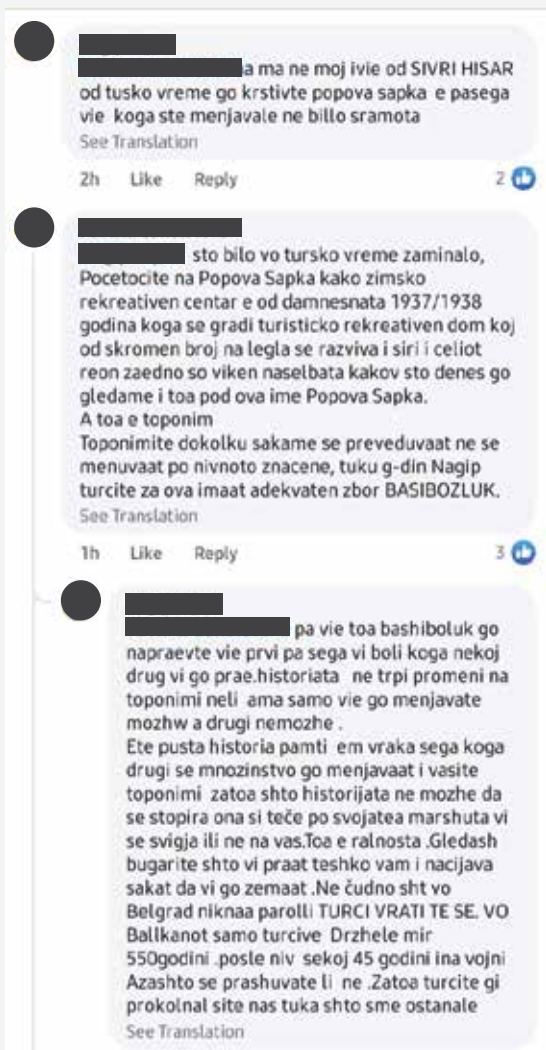 a ma ne moj ivie od SIVRI HISAR
od tusko vreme go krstivte popova sapka e pasega
vie koga ste menjavale ne billo sramota
See Translation
2h Like Reply 2
sto bilo vo tursko vreme zaminalo,
Pocetocite na Popova Sapka kako zimsko
rekreativen centar e od damnesnata 1937/1938
godina koga se gradi turisticko rekreativen dom koj
od skromen broj na legla se razviva i siri i celiot
reon zaedno so viken naselbata kakov sto denes go
gledame i toa pod ova ime Popova Sapka.
A toa e toponim
Toponimite dokolku sakame se preveduvaat ne se
menuvaat po nivnoto znacene, tuku g-din Nagip
turcite za ova imaat adekvaten zbor BASIBOZLUK.
See Translation
1h Like Reply 3
pa vie toa bashiboluk go
napraevte vie prvi pa sega vi boli koga nekoj
drug vi go prae.historiata ne trpi promeni na
toponimi neli ama samo vie go menjavate
mozhw a drugi nemozhe .
Ete pusta historia pamti em vraka sega koga
drugi se mnozinstvo go menjavaat i vasite
toponimi zatoa shto historijata ne mozhe da
se stopira ona si teče po svojatea marshuta vi
se svigja ili ne na vas.Toa e ralnosta .Gledash
bugarite shto vi praat teshko vam i nacijava
sakat da vi go zemaat .Ne čudno sht vo
Belgrad niknaa parolli TURCI VRATI TE SE. VO
Ballkanot samo turcive Drzhele mir
550godini .posle niv sekoj 45 godini ina vojni
Azashto se prashuvate li ne .Zatoa turcite gi
prokolnal site nas tuka shto sme ostanale
See Translation